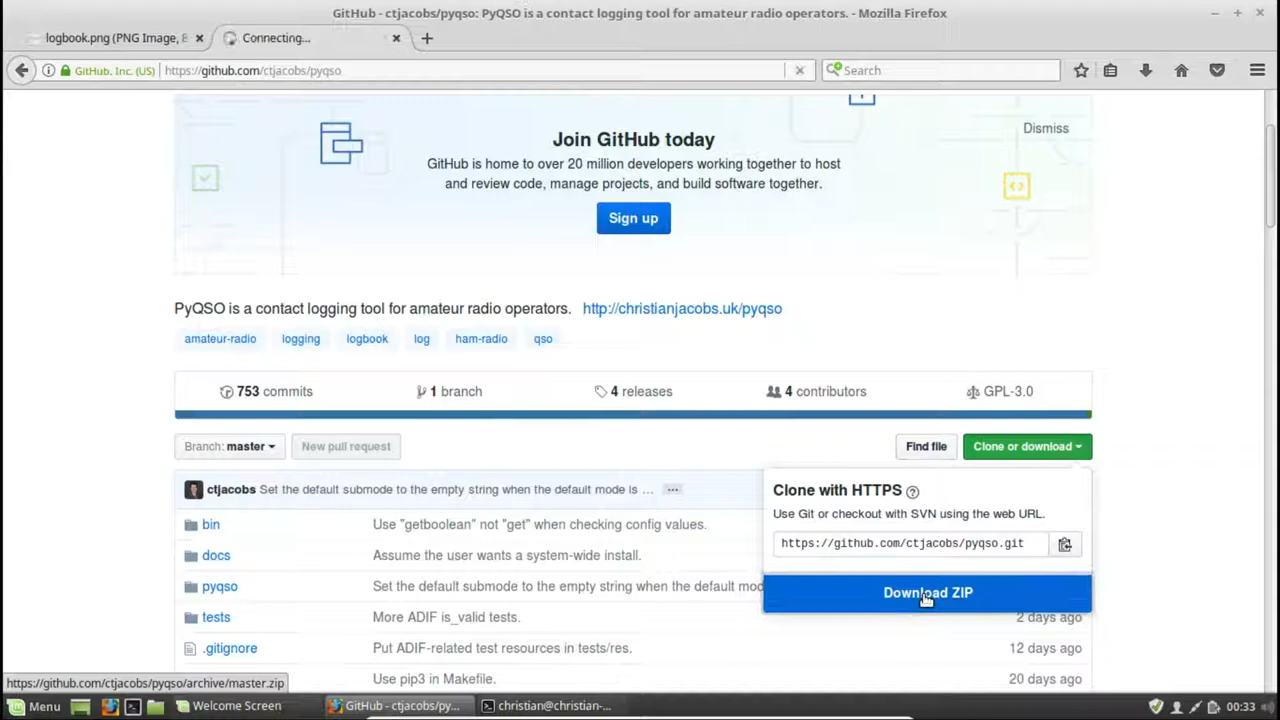 GitHub - ctjacobs/pyqso: PyQSO is a contact logging tool for amateur radio operators. - Mozilla Firefox
logbook.png (PNG Image, 8
Connecting...
GitHub, Inc. (US) https://github.com/ctjacobs/pyqso
Search
Join GitHub today
Dismiss
GitHub is home to over 20 million developers working together to host
and review code, manage projects, and build software together.
Sign up
PyQSO is a contact logging tool for amateur radio operators. http://christianjacobs.uk/pyqso
amateur-radio logging logbook log ham-radio qso
753 commits 1 branch 4 releases 4 contributors GPL-3.0
Branch: master New pull request Find file Clone or download
ctjacobs Set the default submode to the empty string when the default mode is ... ...
Clone with HTTPS
Use Git or checkout with SVN using the web URL.
https://github.com/ctjacobs/pyqso.git
Download ZIP
bin Use "getboolean" not "get" when checking config values.
docs Assume the user wants a system-wide install.
pyqso Set the default submode to the empty string when the default mod
tests More ADIF is_valid tests. 2 days ago
.gitignore Put ADIF-related test resources in tests/res. 12 days ago
Use pip3 in Makefile. 20 days ago
https://github.com/ctjacobs/pyqso/archive/master.zip
Menu Welcome Screen GitHub - ctjacobs/py... christian@christian-... 00:33